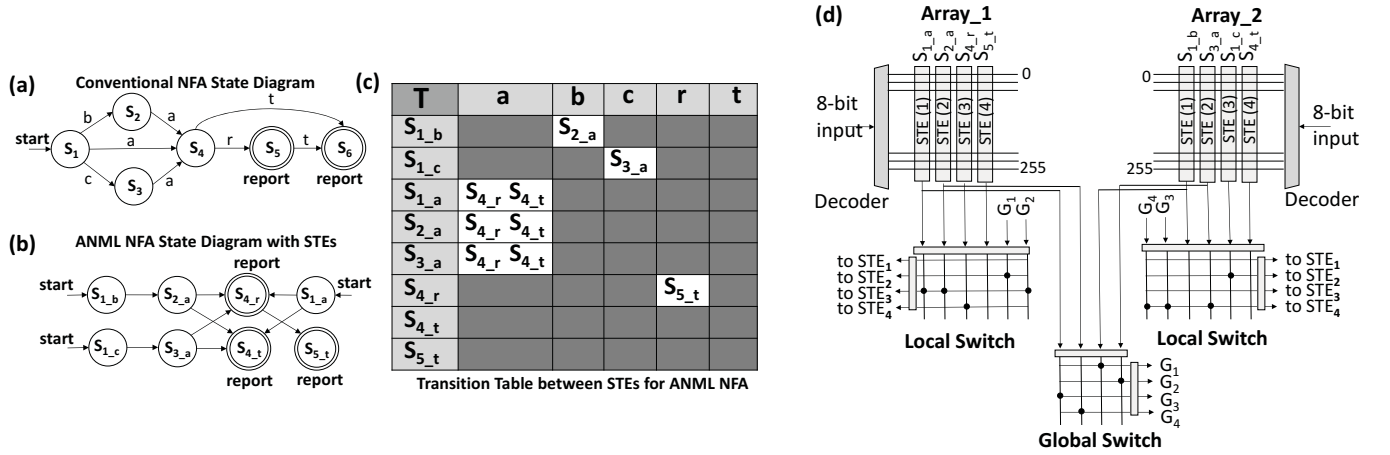 (a)
Conventional NFA State Diagram
start
S1
b
S2
a
a
c
S3
a
S4
t
r
S5
t
S6
report
report
(b)
ANML NFA State Diagram with STEs
report
start
S1_b
S2_a
S4_r
S1_a
start
start
S1_c
S3_a
S4_t
S5_t
report
report
(c)
T a b c r t
S1_b S2_a
S1_c S3_a
S1_a S4_r S4_t
S2_a S4_r S4_t
S3_a S4_r S4_t
S4_r S5_t
S4_t
S5_t
Transition Table between STEs for ANML NFA
(d)
Array_1
S1_a
S2_a
S4_r
S5_t
0
8-bit
input
STE (1)
STE (2)
STE (3)
STE (4)
255
Decoder
G1
G2
to STE1
to STE2
to STE3
to STE4
Local Switch
Array_2
S1_b
S3_a
S1_c
S4_t
0
8-bit
input
STE (1)
STE (2)
STE (3)
STE (4)
255
Decoder
G4
G3
to STE1
to STE2
to STE3
to STE4
Local Switch
G1
G2
G3
G4
Global Switch